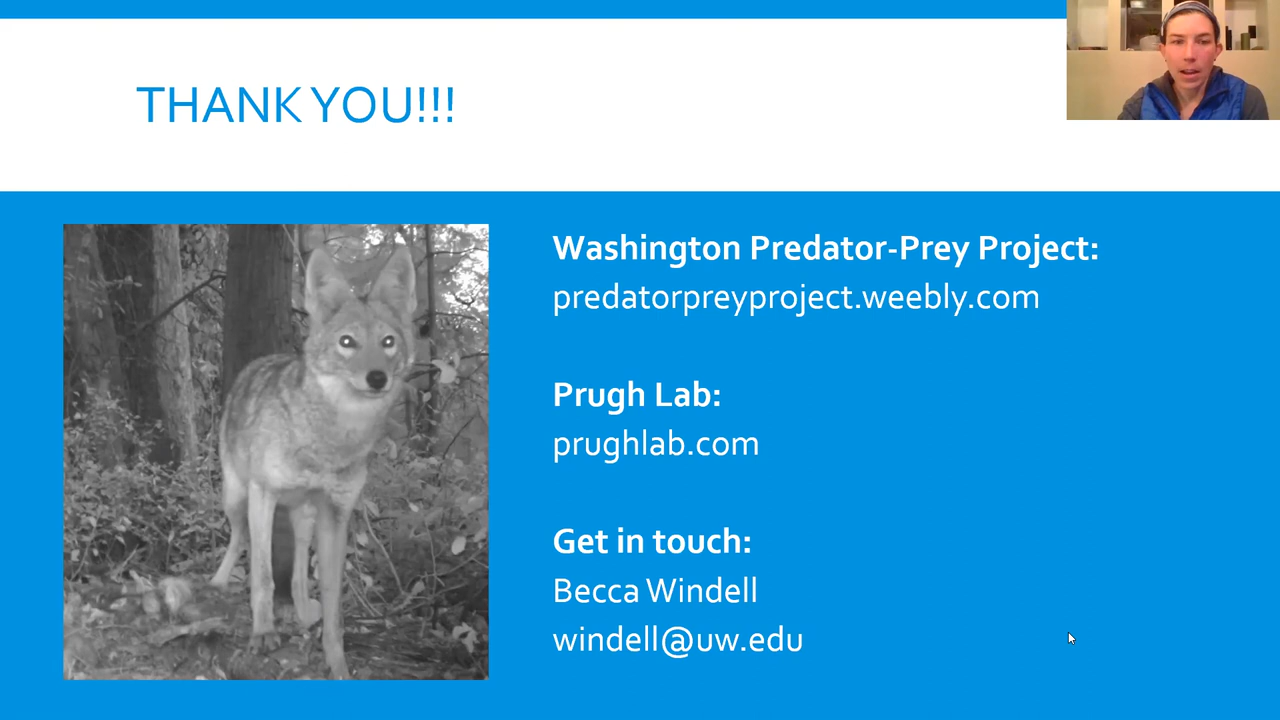 THANK YOU!!!
Washington Predator-Prey Project:
predatorpreyproject.weebly.com
Prugh Lab:
prughlab.com
Get in touch:
Becca Windell
windell@uw.edu